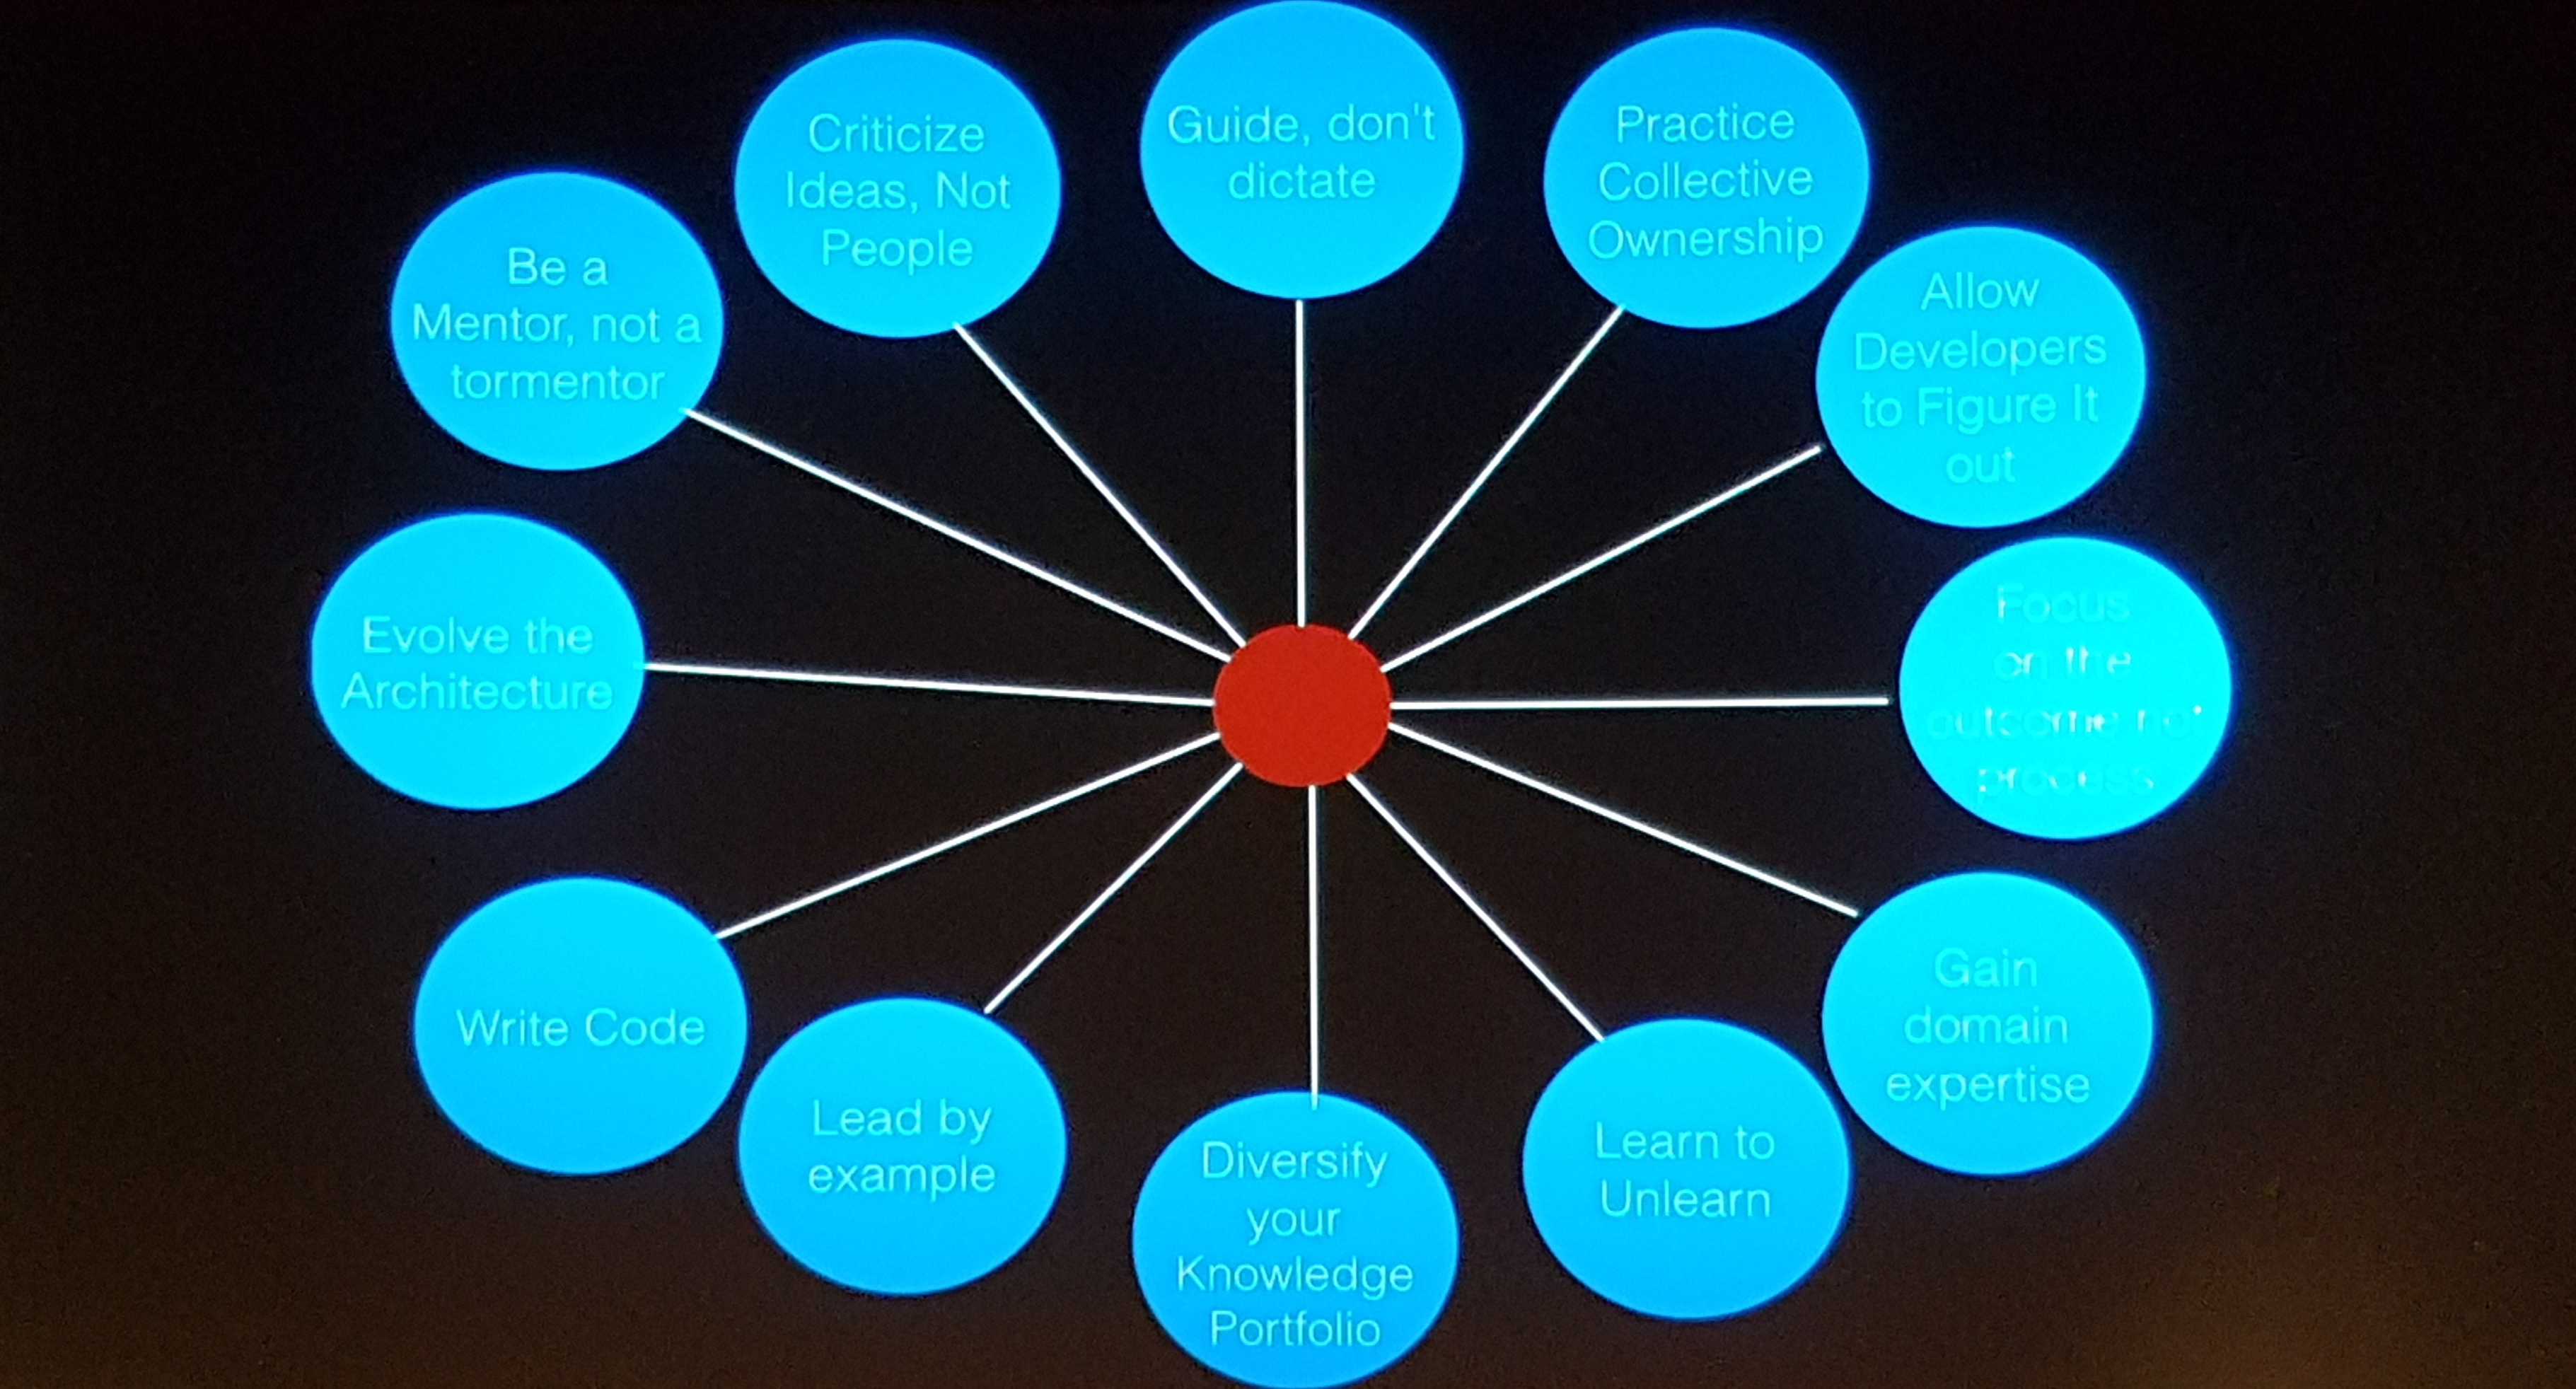 Guide, don't
dictate
Practice
Collective
Ownership
Allow
Developers
to Figure It
out
Focus
on the
outcome not
process
Gain
domain
expertise
Learn to
Unlearn
Diversify
your
Knowledge
Portfolio
Lead by
example
Write Code
Evolve the
Architecture
Be a
Mentor, not a
tormentor
Criticize
Ideas, Not
People